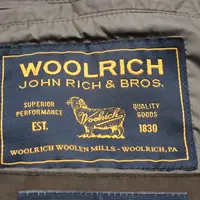 WOOLRICH
JOHN RICH & BROS.
SUPERIOR PERFORMANCE
QUALITY GOODS
Woolrich
EST. 1830
WOOLRICH WOOLEN MILLS - WOOLRICH, PA